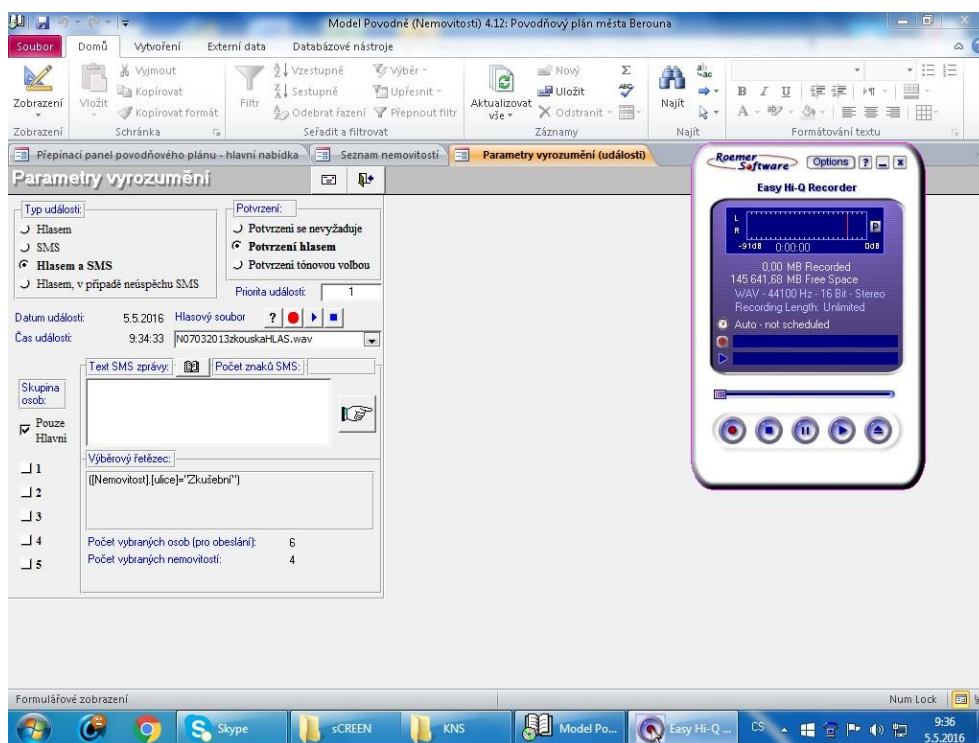 Model Povodně (Nemovitosti) 4.12: Povodňový plán města Berouna
Soubor Domů Vytvoření Externí data Databázové nástroje
Zobrazení
Vložit
Vyjmout
Kopírovat
Kopírovat formát
Filtr
Vzestupně
Sestupně
Odebrat řazení
Výběr
Upřesnit
Přepnout filtr
Aktualizovat
vše
Nový
Uložit
Odstranit
Najít
Zobrazení Schránka Seřadit a filtrovat Záznamy Najít Formátování textu
Přepínací panel povodňového plánu - hlavní nabídka Seznam nemovitostí Parametry vyrozumění (události)
Parametry vyrozumění
Typ události:
Hlasem
SMS
Hlasem a SMS
Hlasem, v případě neúspěchu SMS
Potvrzení:
Potvrzeni se nevyžaduje
Potvrzení hlasem
Potvrzeni tónovou volbou
Priorita události: 1
Datum události: 5.5.2016 Hlasový soubor ?
Čas události: 9:34:33 N07032013zkouskaHLAS.wav
Text SMS zprávy: Počet znaků SMS:
Skupina
osob:
Pouze
Hlavní
1
2
3
4
5
Výběrový řetězec:
([Nemovitost].[ulice]="Zkušební")
Počet vybraných osob (pro obeslání): 6
Počet vybraných nemovitostí: 4
Roemer
Software
Options ? x
Easy Hi-Q Recorder
L
R
P
-91dB 0:00:00 0dB
0,00 MB Recorded
145 641,68 MB Free Space
WAV - 44100 Hz - 16 Bit - Stereo
Recording Length: Unlimited
Auto - not scheduled
Formulářové zobrazení Num Lock
Skype sCREEN KNS Model Po... Easy Hi-Q ... CS 9:36
5.5.2016